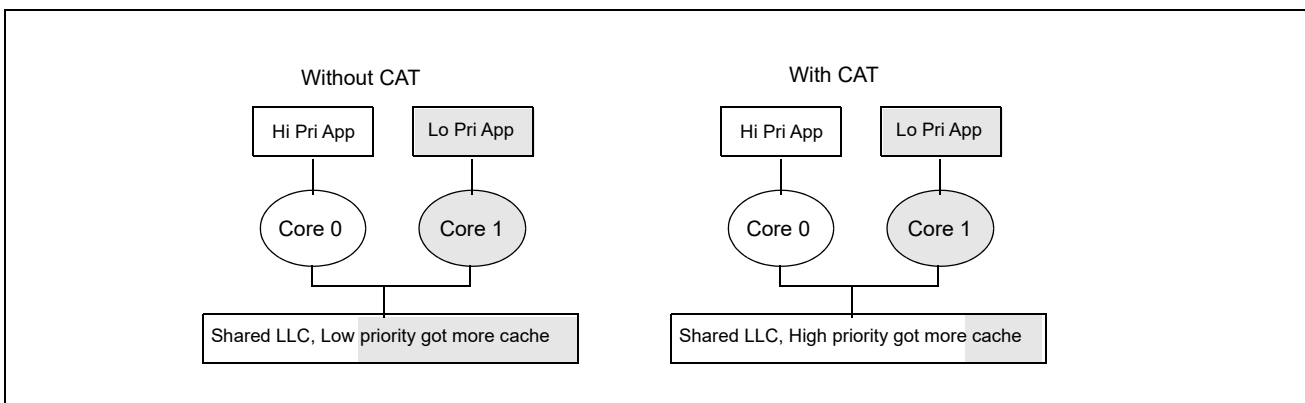 Without CAT
Hi Pri App
Lo Pri App
Core 0
Core 1
Shared LLC, Low priority got more cache
With CAT
Hi Pri App
Lo Pri App
Core 0
Core 1
Shared LLC, High priority got more cache